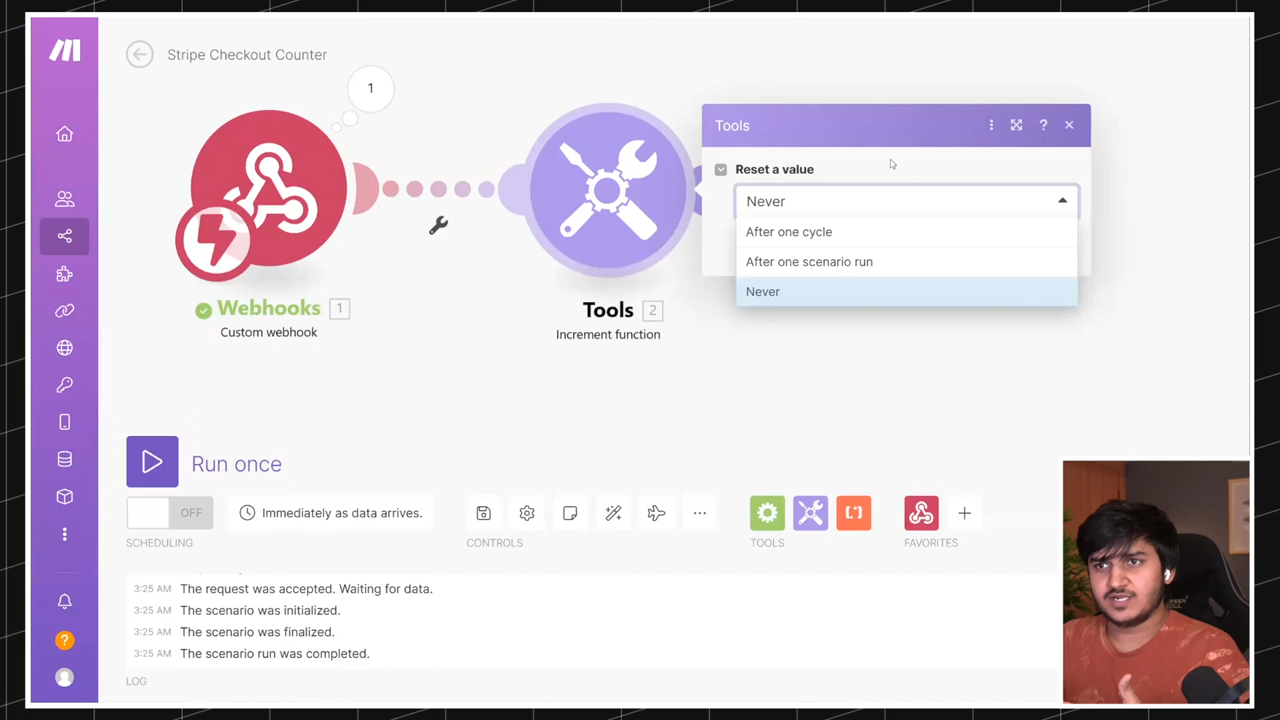 Stripe Checkout Counter
1
Tools
Reset a value
Never
After one cycle
After one scenario run
Never
Webhooks 1
Custom webhook
Tools 2
Increment function
Run once
OFF
Immediately as data arrives.
SCHEDULING
CONTROLS
TOOLS
FAVORITES
3:25 AM The request was accepted. Waiting for data.
3:25 AM The scenario was initialized.
3:25 AM The scenario was finalized.
3:25 AM The scenario run was completed.
LOG